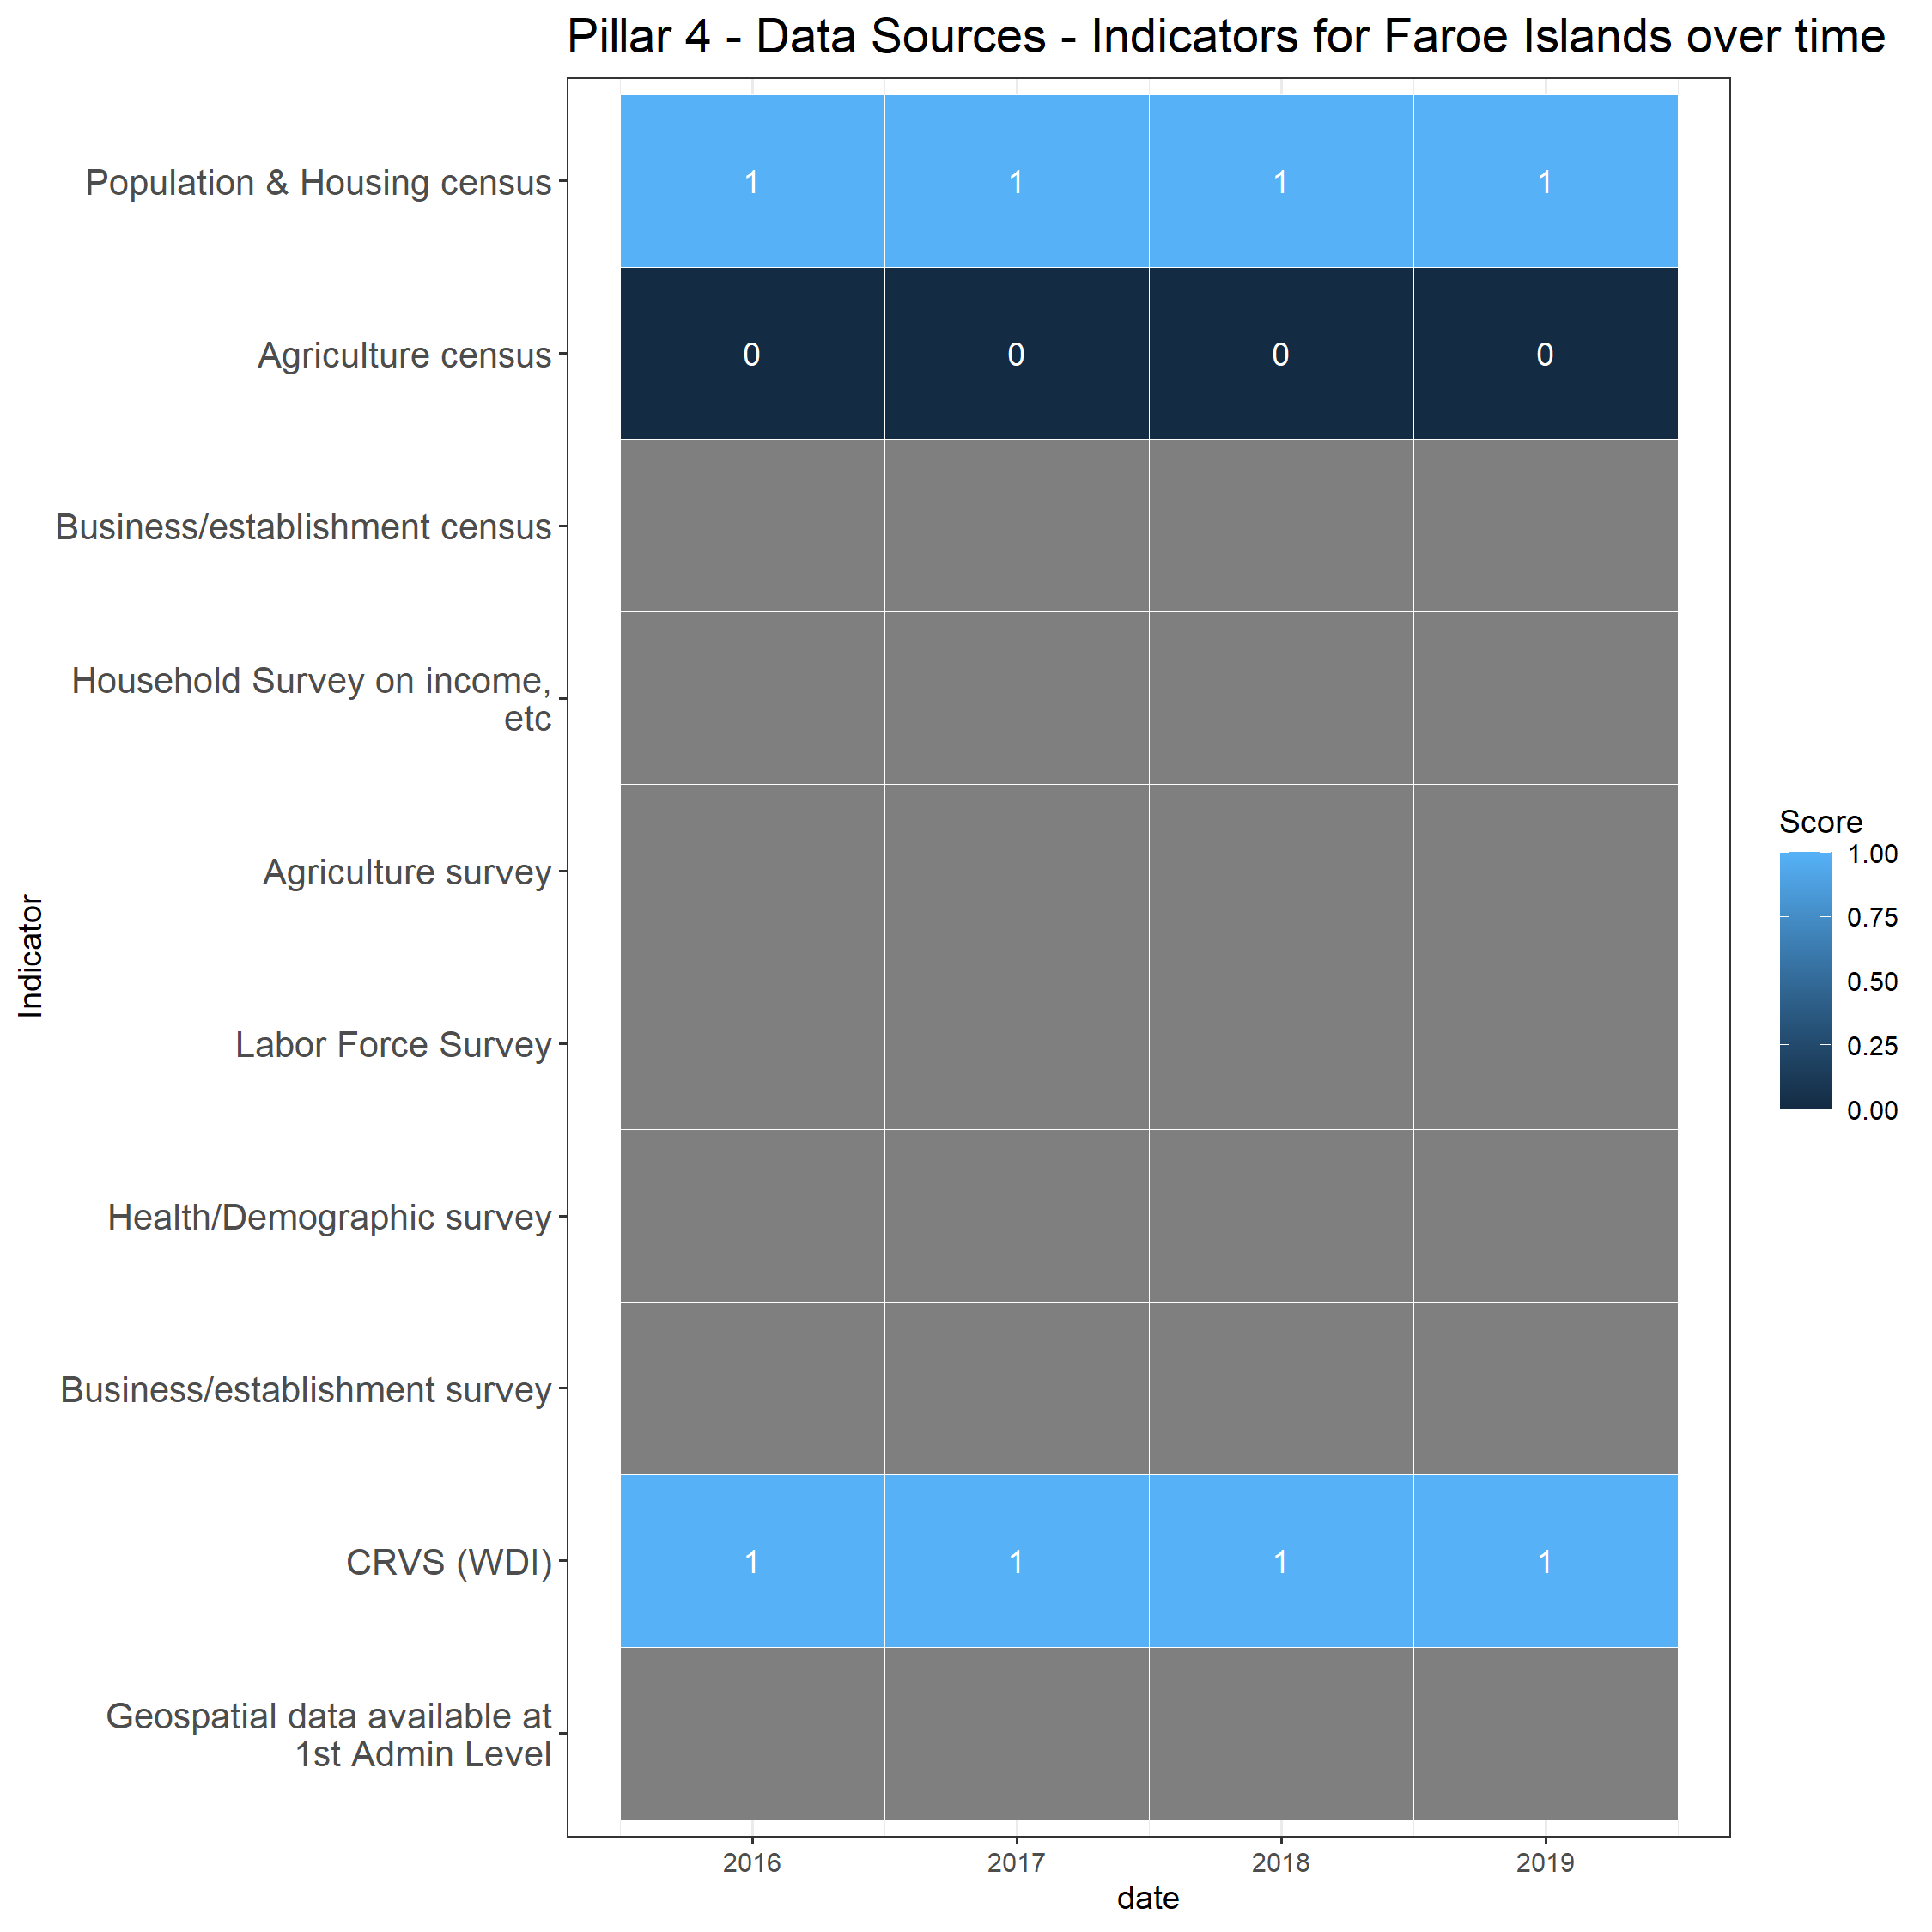 Pillar 4 - Data Sources - Indicators for Faroe Islands over time
Population & Housing census
1 1 1 1
Agriculture census
0 0 0 0
Business/establishment census
Household Survey on income,
etc
Agriculture survey
Labor Force Survey
Health/Demographic survey
Business/establishment survey
CRVS (WDI)
1 1 1 1
Geospatial data available at
1st Admin Level
Indicator
2016 2017 2018 2019
date
Score
1.00
0.75
0.50
0.25
0.00